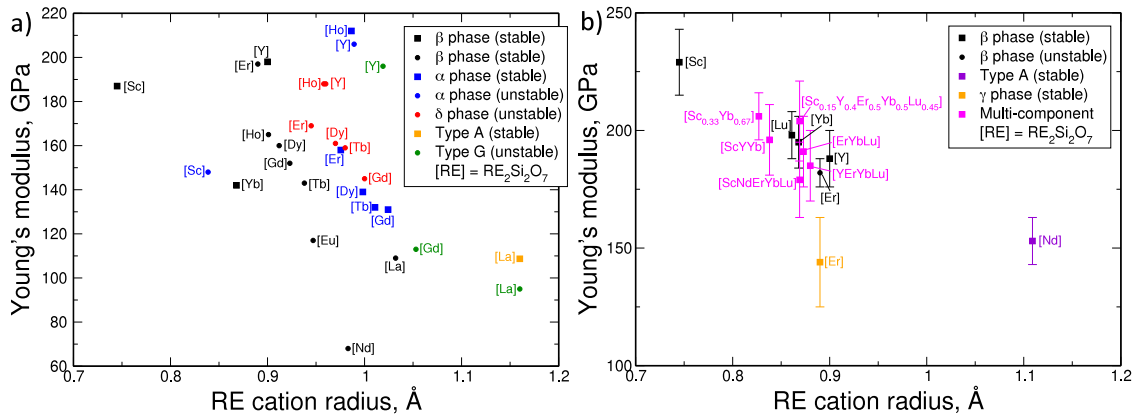 a)
Young's modulus, GPa
220
200
180
160
140
120
100
80
60
0.7
0.8
0.9
1
1.1
1.2
RE cation radius, Å
[Sc]
[Er]
[Y]
[Ho]
[Y]
[Y]
[Ho]
[Y]
[Er]
[Ho]
[Dy]
[Dy]
[Tb]
[Er]
[Gd]
[Sc]
[Yb]
[Tb]
[Gd]
[Dy]
[Tb]
[Gd]
[Eu]
[La]
[Gd]
[La]
[La]
[Nd]
β phase (stable)
β phase (unstable)
α phase (stable)
α phase (unstable)
δ phase (unstable)
Type A (stable)
Type G (unstable)
[RE] = RE₂Si₂O₇
b)
Young's modulus, GPa
250
200
150
100
0.7
0.8
0.9
1
1.1
1.2
RE cation radius, Å
[Sc]
[Sc₀.₃₃Yb₀.₆₇]
[Sc₀.₁₅Y₀.₄Er₀.₅Yb₀.₅Lu₀.₄₅]
[Lu]
[Yb]
[ScYYb]
[ErYbLu]
[Y]
[ScNdErYbLu]
[YErYbLu]
[Er]
[Er]
[Nd]
β phase (stable)
β phase (unstable)
Type A (stable)
γ phase (stable)
Multi-component
[RE] = RE₂Si₂O₇